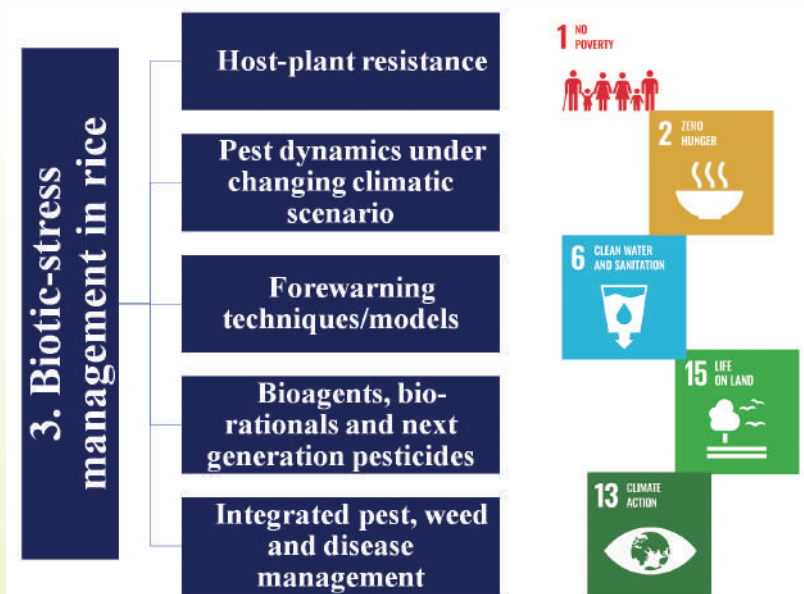 3. Biotic-stress
management in rice
Host-plant resistance
Pest dynamics under
changing climatic
scenario
Forewarning
techniques/models
Bioagents, bio-
rationals and next
generation pesticides
Integrated pest, weed
and disease
management
1 NO
POVERTY
2 ZERO
HUNGER
6 CLEAN WATER
AND SANITATION
15 LIFE
ON LAND
13 CLIMATE
ACTION